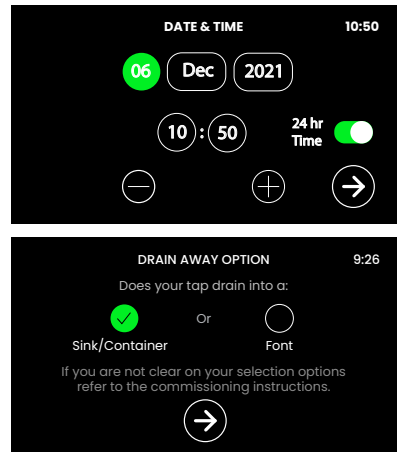 DATE & TIME 10:50
06 Dec 2021
10 : 50 24 hr
Time
DRAIN AWAY OPTION 9:26
Does your tap drain into a:
Or
Sink/Container Font
If you are not clear on your selection options
refer to the commissioning instructions.